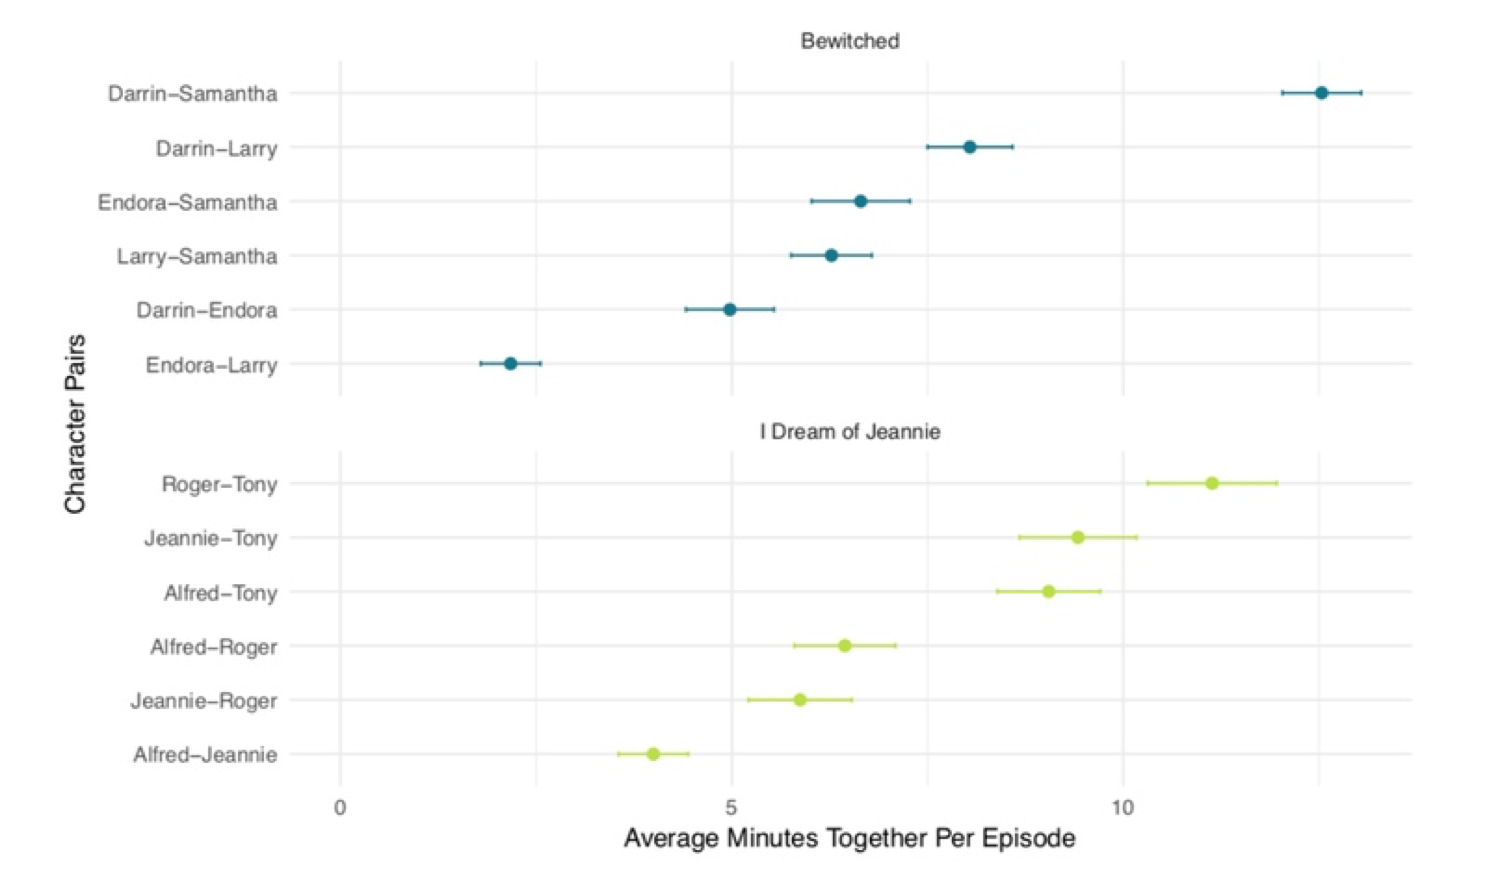 Bewitched
Darrin–Samantha
Darrin–Larry
Endora–Samantha
Larry–Samantha
Darrin–Endora
Endora–Larry
Character Pairs
I Dream of Jeannie
Roger–Tony
Jeannie–Tony
Alfred–Tony
Alfred–Roger
Jeannie–Roger
Alfred–Jeannie
0 5 10
Average Minutes Together Per Episode